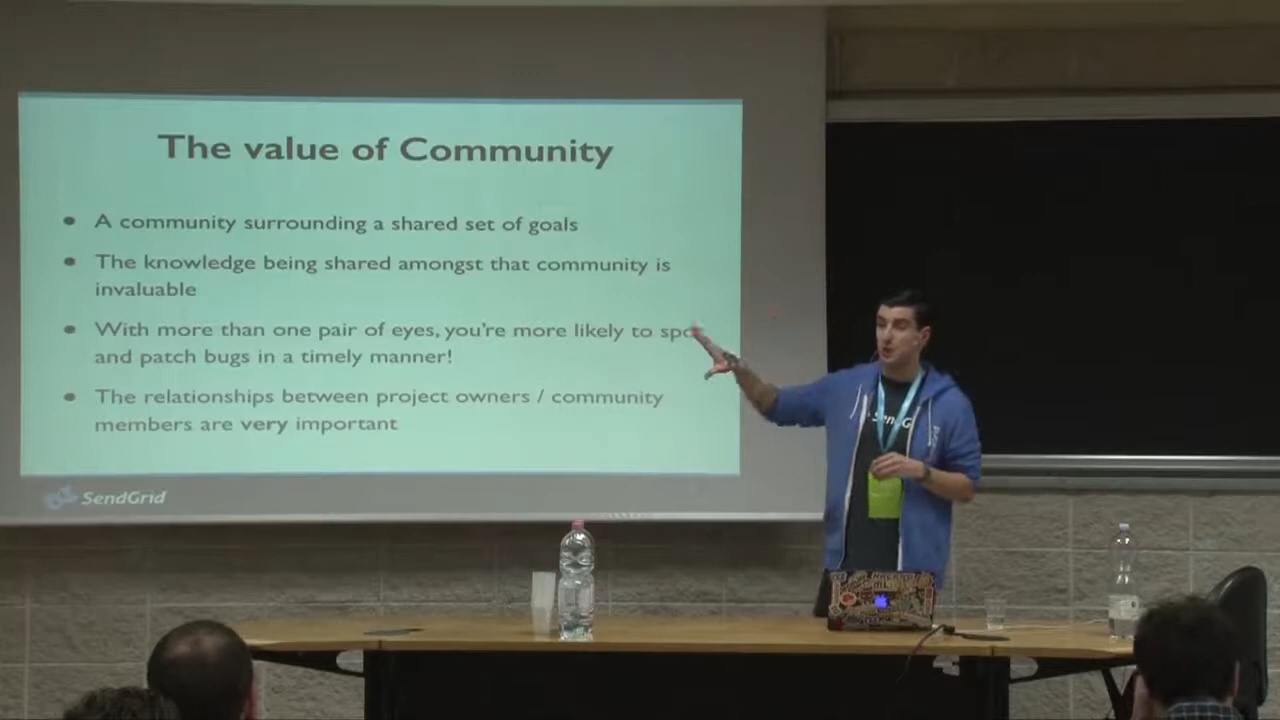 The value of Community
• A community surrounding a shared set of goals
• The knowledge being shared amongst that community is
invaluable
• With more than one pair of eyes, you're more likely to
and patch bugs in a timely manner!
• The relationships between project owners / community
members are very important
SendGrid